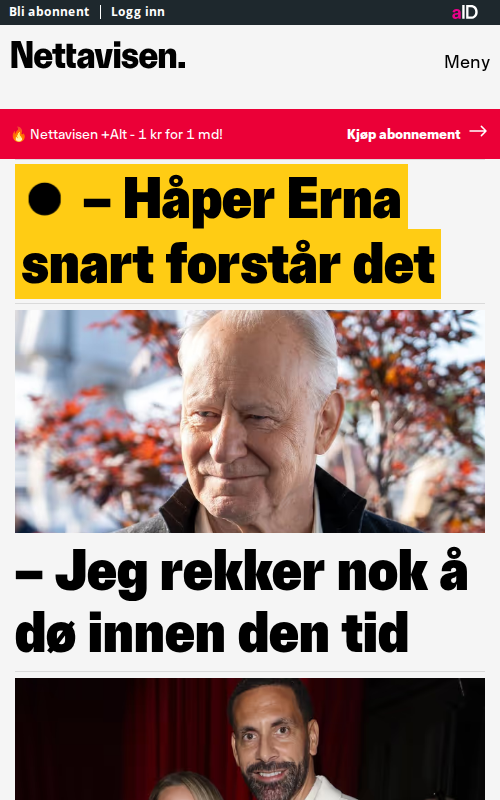 Bli abonnent | Logg inn
aID
Nettavisen.
Meny
🔥 Nettavisen +Alt - 1 kr for 1 md!
Kjøp abonnement →
● – Håper Erna
snart forstår det
– Jeg rekker nok å
dø innen den tid